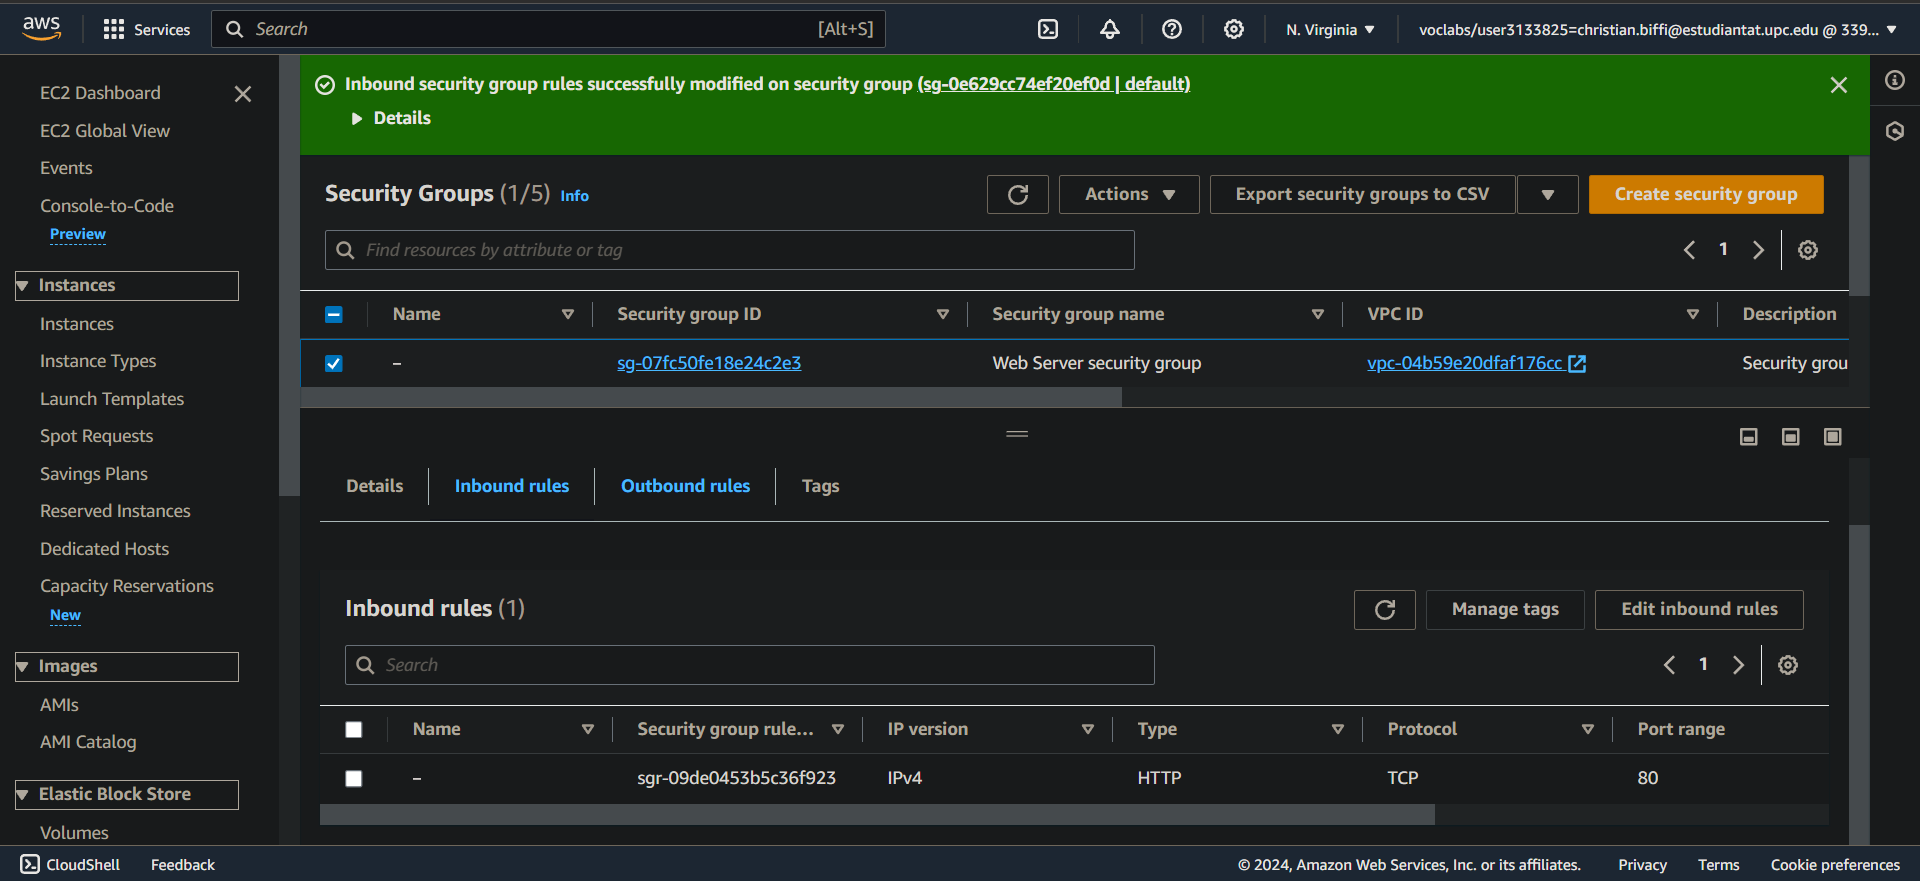 aws
Services
Search
[Alt+S]
N. Virginia
voclabs/user3133825=christian.biffi@estudiantat.upc.edu @ 339...
EC2 Dashboard
EC2 Global View
Events
Console-to-Code
Preview
Instances
Instances
Instance Types
Launch Templates
Spot Requests
Savings Plans
Reserved Instances
Dedicated Hosts
Capacity Reservations
New
Images
AMIs
AMI Catalog
Elastic Block Store
Volumes
Inbound security group rules successfully modified on security group (sg-0e629cc74ef20ef0d | default)
Details
Security Groups (1/5) Info
Actions
Export security groups to CSV
Create security group
Find resources by attribute or tag
1
Name
Security group ID
Security group name
VPC ID
Description
–
sg-07fc50fe18e24c2e3
Web Server security group
vpc-04b59e20dfaf176cc
Security grou
Details
Inbound rules
Outbound rules
Tags
Inbound rules (1)
Manage tags
Edit inbound rules
Search
1
Name
Security group rule...
IP version
Type
Protocol
Port range
–
sgr-09de0453b5c36f923
IPv4
HTTP
TCP
80
CloudShell
Feedback
© 2024, Amazon Web Services, Inc. or its affiliates.
Privacy
Terms
Cookie preferences